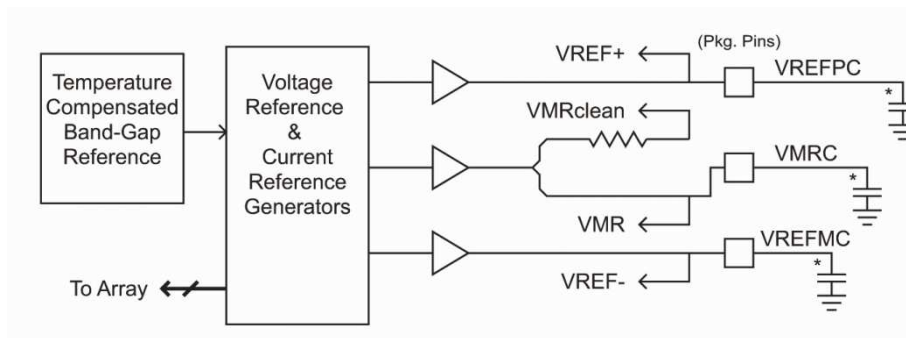 Temperature
Compensated
Band-Gap
Reference
Voltage
Reference
&
Current
Reference
Generators
To Array
VREF+
(Pkg. Pins)
VREFPC
*
VMRclean
VMRC
*
VMR
VREFMC
*
VREF-